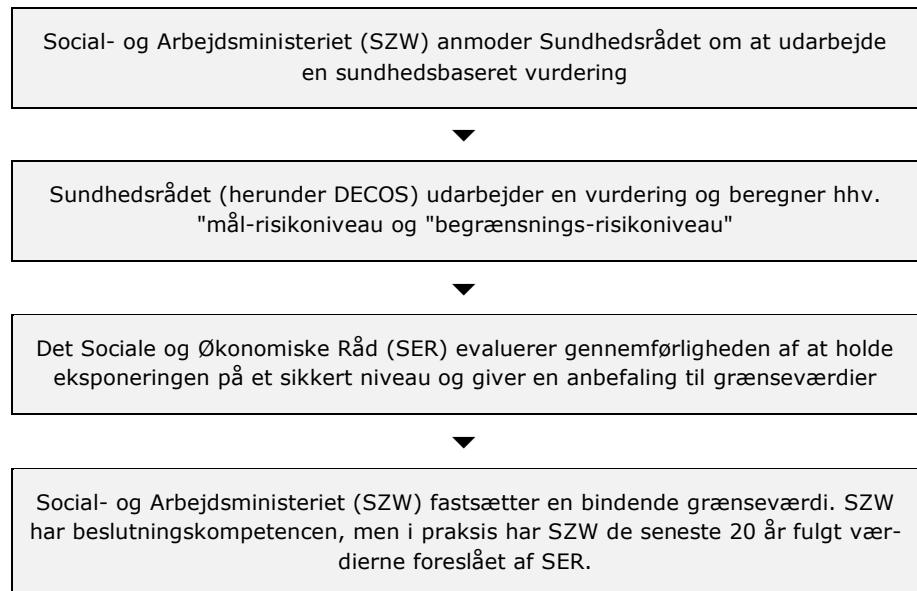 Social- og Arbejdsministeriet (SZW) anmoder Sundhedsrådet om at udarbejde
en sundhedsbaseret vurdering
Sundhedsrådet (herunder DECOS) udarbejder en vurdering og beregner hhv.
"mål-risikoniveau og "begrænsnings-risikoniveau"
Det Sociale og Økonomiske Råd (SER) evaluerer gennemførligheden af at holde
eksponeringen på et sikkert niveau og giver en anbefaling til grænseværdier
Social- og Arbejdsministeriet (SZW) fastsætter en bindende grænseværdi. SZW
har beslutningskompetencen, men i praksis har SZW de seneste 20 år fulgt vær-
dierne foreslået af SER.